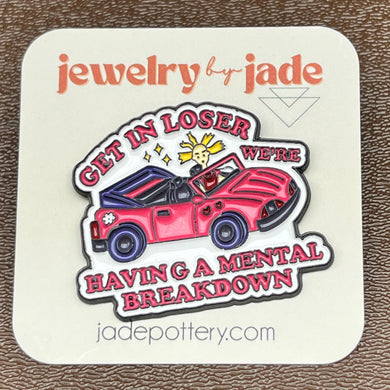 jewelry by jade
GET IN LOSER
WE'RE
HAVING A MENTAL
BREAKDOWN
jadepottery.com